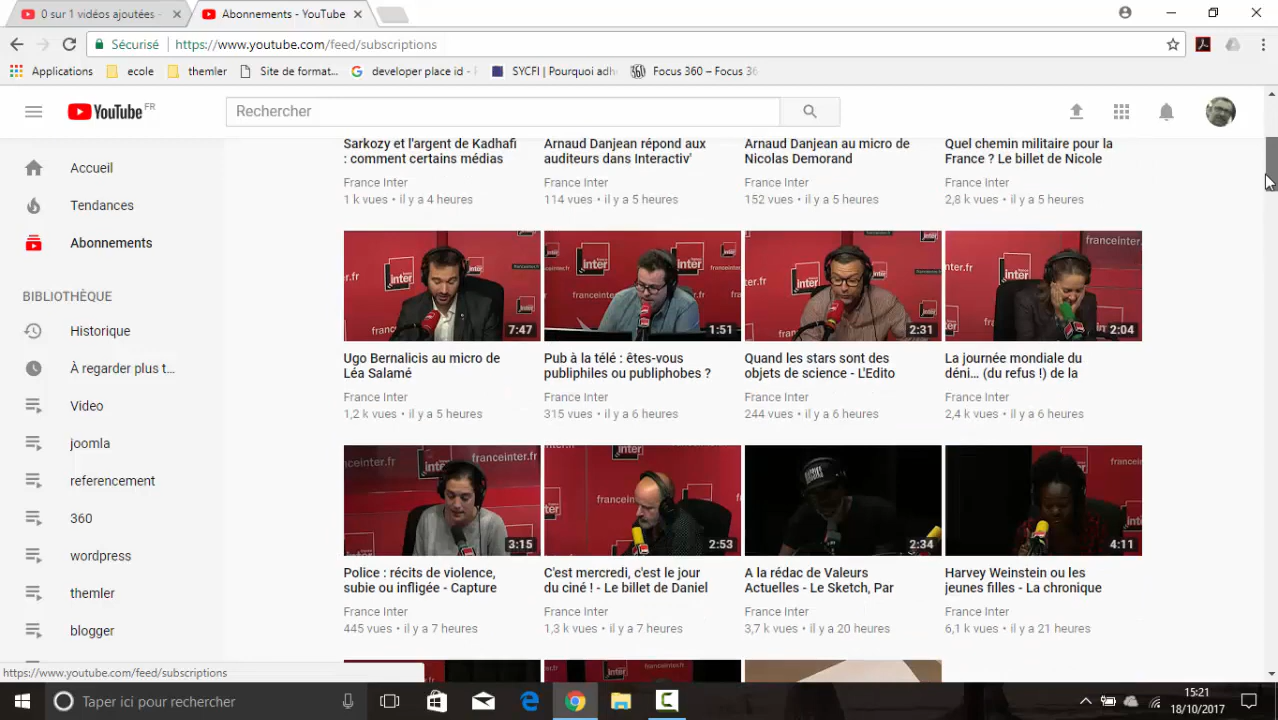 0 sur 1 vidéos ajoutées -
Abonnements - YouTube
Sécurisé
https://www.youtube.com/feed/subscriptions
Applications
ecole
themler
Site de format...
developer place id -
SYCFI | Pourquoi adh
Focus 360 – Focus 36
YouTube FR
Rechercher
Accueil
Tendances
Abonnements
BIBLIOTHÈQUE
Historique
À regarder plus t...
Video
joomla
referencement
360
wordpress
themler
blogger
Sarkozy et l'argent de Kadhafi
: comment certains médias
France Inter
1 k vues • il y a 4 heures
Arnaud Danjean répond aux
auditeurs dans Interactiv'
France Inter
114 vues • il y a 5 heures
Arnaud Danjean au micro de
Nicolas Demorand
France Inter
152 vues • il y a 5 heures
Quel chemin militaire pour la
France ? Le billet de Nicole
France Inter
2,8 k vues • il y a 5 heures
7:47
Ugo Bernalicis au micro de
Léa Salamé
France Inter
1,2 k vues • il y a 5 heures
1:51
Pub à la télé : êtes-vous
publiphiles ou publiphobes ?
France Inter
315 vues • il y a 6 heures
2:31
Quand les stars sont des
objets de science - L'Edito
France Inter
244 vues • il y a 6 heures
franceinter
2:04
La journée mondiale du
déni... (du refus !) de la
France Inter
2,4 k vues • il y a 6 heures
franceinter.fr
3:15
Police : récits de violence,
subie ou infligée - Capture
France Inter
445 vues • il y a 7 heures
franceinter
2:53
C'est mercredi, c'est le jour
du ciné ! - Le billet de Daniel
France Inter
1,3 k vues • il y a 7 heures
2:34
A la rédac de Valeurs
Actuelles - Le Sketch, Par
France Inter
3,7 k vues • il y a 20 heures
4:11
Harvey Weinstein ou les
jeunes filles - La chronique
France Inter
6,1 k vues • il y a 21 heures
https://www.youtube.com/feed/subscriptions
Taper ici pour rechercher
15:21
18/10/2017